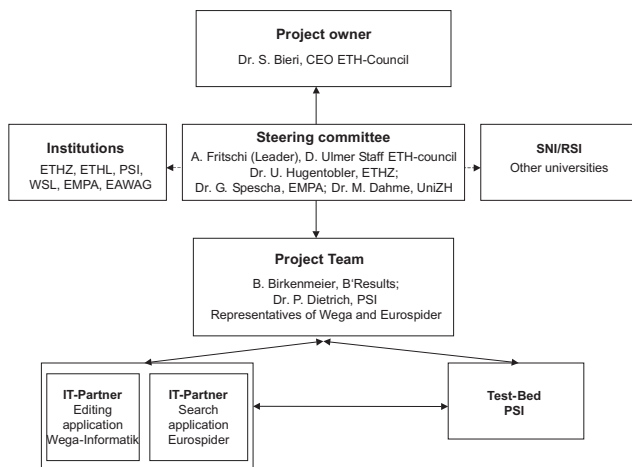 Project owner
Dr. S. Bieri, CEO ETH-Council
Institutions
ETHZ, ETHL, PSI,
WSL, EMPA, EAWAG
Steering committee
A. Fritschi (Leader), D. Ulmer Staff ETH-council
Dr. U. Hugentobler, ETHZ;
Dr. G. Spescha, EMPA; Dr. M. Dahme, UniZH
SNI/RSI
Other universities
Project Team
B. Birkenmeier, B'Results;
Dr. P. Dietrich, PSI
Representatives of Wega and Eurospider
IT-Partner
Editing
application
Wega-Informatik
IT-Partner
Search
application
Eurospider
Test-Bed
PSI